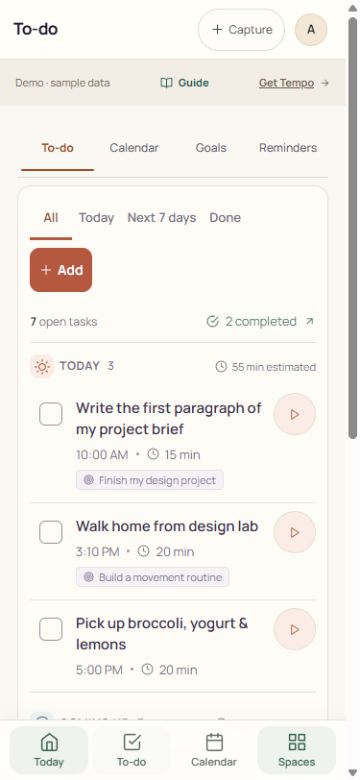 To-do
+ Capture
A
Demo · sample data
Guide
Get Tempo →
To-do
Calendar
Goals
Reminders
All
Today
Next 7 days
Done
+ Add
7 open tasks
2 completed ↗
TODAY 3
55 min estimated
Write the first paragraph of
my project brief
10:00 AM • 15 min
Finish my design project
Walk home from design lab
3:10 PM • 20 min
Build a movement routine
Pick up broccoli, yogurt &
lemons
5:00 PM • 20 min
Today
To-do
Calendar
Spaces